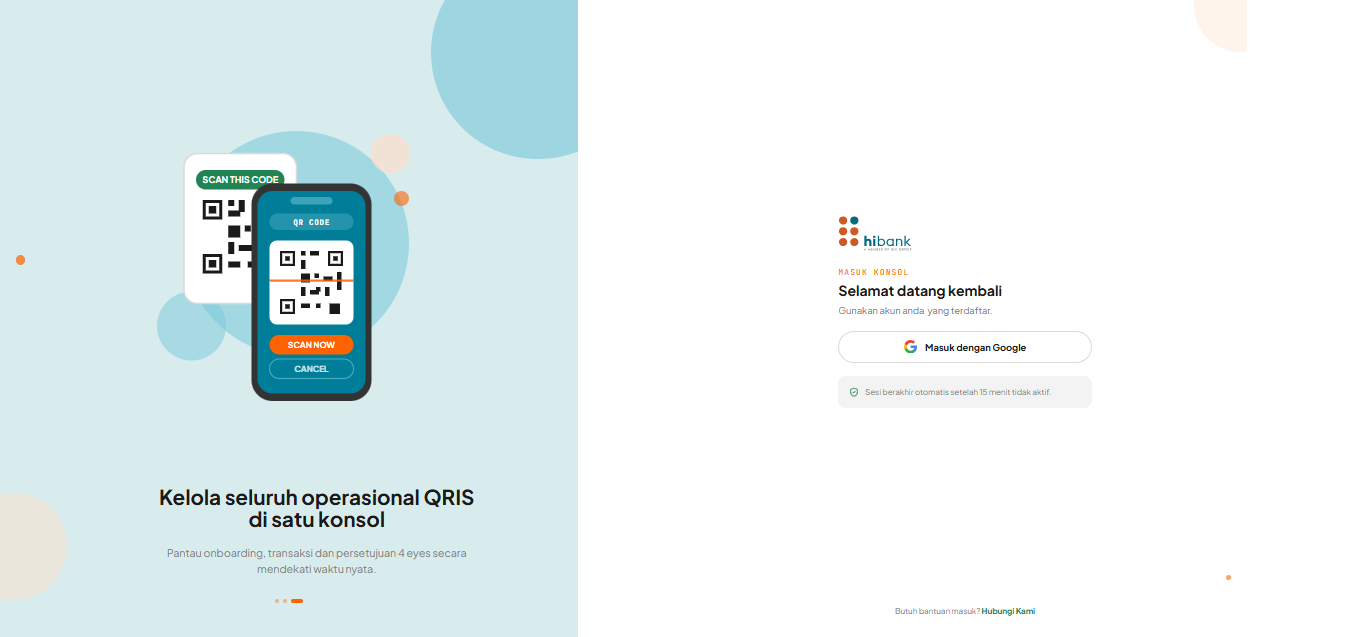 SCAN THIS CODE
QR CODE
SCAN NOW
CANCEL
Kelola seluruh operasional QRIS
di satu konsol
Pantau onboarding, transaksi dan persetujuan 4 eyes secara
mendekati waktu nyata.
hibank
MASUK KONSOL
Selamat datang kembali
Gunakan akun anda yang terdaftar.
Masuk dengan Google
Sesi berakhir otomatis setelah 15 menit tidak aktif.
Butuh bantuan masuk? Hubungi Kami